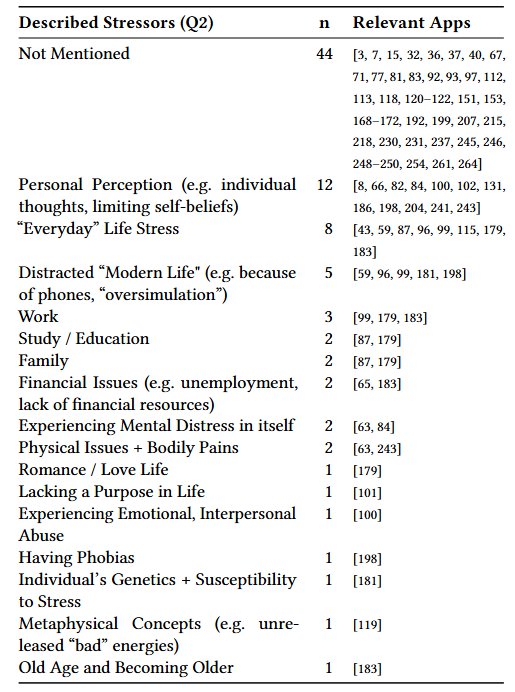 Described Stressors (Q2) n Relevant Apps
Not Mentioned 44 [3, 7, 15, 32, 36, 37, 40, 67,
71, 77, 81, 83, 92, 93, 97, 112,
113, 118, 120–122, 151, 153,
168–172, 192, 199, 207, 215,
218, 230, 231, 237, 245, 246,
248–250, 254, 261, 264]
Personal Perception (e.g. individual 12 [8, 66, 82, 84, 100, 102, 131,
thoughts, limiting self-beliefs) 186, 198, 204, 241, 243]
“Everyday” Life Stress 8 [43, 59, 87, 96, 99, 115, 179,
183]
Distracted “Modern Life" (e.g. because 5 [59, 96, 99, 181, 198]
of phones, “oversimulation”)
Work 3 [99, 179, 183]
Study / Education 2 [87, 179]
Family 2 [87, 179]
Financial Issues (e.g. unemployment, 2 [65, 183]
lack of financial resources)
Experiencing Mental Distress in itself 2 [63, 84]
Physical Issues + Bodily Pains 2 [63, 243]
Romance / Love Life 1 [179]
Lacking a Purpose in Life 1 [101]
Experiencing Emotional, Interpersonal 1 [100]
Abuse
Having Phobias 1 [198]
Individual’s Genetics + Susceptibility 1 [181]
to Stress
Metaphysical Concepts (e.g. unre- 1 [119]
leased “bad” energies)
Old Age and Becoming Older 1 [183]